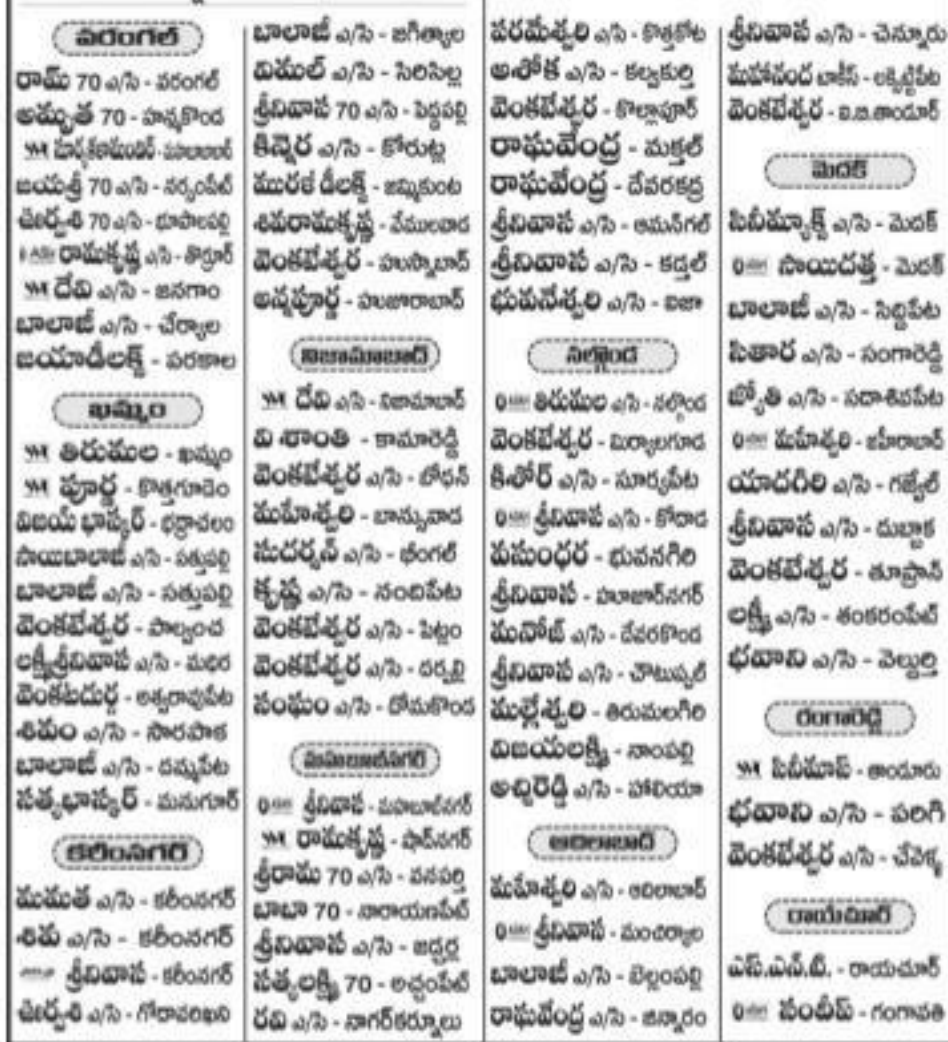 వరంగల్
రామ్ 70 ఎ/సి - వరంగల్
అమృత 70 - హన్మకొండ
జయశ్రీ 70 ఎ/సి - నర్సంపేట్
ఊర్వశి 70 ఎ/సి - భూపాలపల్లి
రామకృష్ణ ఎ/సి - తొర్రూర్
దేవి ఎ/సి - జనగాం
బాలాజీ ఎ/సి - చేర్యాల
జయాడీలక్స్ - పరకాల
ఖమ్మం
తిరుమల - ఖమ్మం
పూర్ణ - కొత్తగూడెం
విజయ్ భాస్కర్ - భద్రాచలం
సాయిబాలాజీ ఎ/సి - సత్తుపల్లి
బాలాజీ ఎ/సి - సత్తుపల్లి
వెంకటేశ్వర - పాల్వంచ
లక్ష్మీశ్రీనివాస ఎ/సి - మధిర
వెంకటదుర్గ - అశ్వరావుపేట
శివం ఎ/సి - సారపాక
బాలాజీ ఎ/సి - దమ్మపేట
సత్యభాస్కర్ - మనుగూర్
కరీంనగర్
మమత ఎ/సి - కరీంనగర్
శివ ఎ/సి - కరీంనగర్
శ్రీనివాస - కరీంనగర్
ఊర్వశి ఎ/సి - గోదావరిఖని
బాలాజీ ఎ/సి - జగిత్యాల
విమల్ ఎ/సి - సిరిసిల్ల
శ్రీనివాస 70 ఎ/సి - పెద్దపల్లి
కిన్నెర ఎ/సి - కోరుట్ల
మురళీ డీలక్స్ - జమ్మికుంట
శివరామకృష్ణ - వేములవాడ
వెంకటేశ్వర - హుస్నాబాద్
అన్నపూర్ణ - హుజూరాబాద్
నిజామాబాద్
దేవి ఎ/సి - నిజామాబాద్
విశాంతి - కామారెడ్డి
వెంకటేశ్వర ఎ/సి - బోధన్
మహేశ్వరి - బాన్సువాడ
సుదర్శన్ ఎ/సి - భీంగల్
కృష్ణ ఎ/సి - నందిపేట
వెంకటేశ్వర ఎ/సి - పిట్లం
వెంకటేశ్వర ఎ/సి - దర్పల్లి
సంఘం ఎ/సి - దోమకొండ
మహబూబ్‌నగర్
శ్రీనివాస - మహబూబ్‌నగర్
రామకృష్ణ - షాద్‌నగర్
శ్రీరామ 70 ఎ/సి - వనపర్తి
బాబా 70 - నారాయణపేట్
శ్రీనివాస ఎ/సి - జడ్చర్ల
సత్యలక్ష్మి 70 - అచ్చంపేట్
రవి ఎ/సి - నాగర్‌కర్నూలు
పరమేశ్వరి ఎ/సి - కొత్తకోట
అశోక ఎ/సి - కల్వకుర్తి
వెంకటేశ్వర - కొల్లాపూర్
రాఘవేంద్ర - మక్తల్
రాఘవేంద్ర - దేవరకద్ర
శ్రీనివాస ఎ/సి - ఆమన్‌గల్
శ్రీనివాస ఎ/సి - కడ్తల్
భువనేశ్వరి ఎ/సి - ఐజా
నల్గొండ
తిరుమల ఎ/సి - నల్గొండ
వెంకటేశ్వర - మిర్యాలగూడ
కిశోర్ ఎ/సి - సూర్యపేట
శ్రీనివాస ఎ/సి - కోదాడ
వసుంధర - భువనగిరి
శ్రీనివాస - హుజూర్‌నగర్
మనోజ్ ఎ/సి - దేవరకొండ
శ్రీనివాస ఎ/సి - చౌటుప్పల్
మల్లేశ్వరి - తిరుమలగిరి
విజయలక్ష్మి - నాంపల్లి
అచ్చిరెడ్డి ఎ/సి - హాలియా
ఆదిలాబాద్
మహేశ్వరి ఎ/సి - ఆదిలాబాద్
శ్రీనివాస - మంచిర్యాల
బాలాజీ ఎ/సి - బెల్లంపల్లి
రాఘవేంద్ర ఎ/సి - జిన్నారం
శ్రీనివాస ఎ/సి - చెన్నూరు
మహానంద టాకీస్ - లక్సెట్టిపేట
వెంకటేశ్వర - ఐ.బి.తాండూర్
మెదక్
సినీమ్యాక్స్ ఎ/సి - మెదక్
సాయిదత్త - మెదక్
బాలాజీ ఎ/సి - సిద్దిపేట
సితార ఎ/సి - సంగారెడ్డి
జ్యోతి ఎ/సి - సదాశివపేట
మహేశ్వరి - జహీరాబాద్
యాదగిరి ఎ/సి - గజ్వేల్
శ్రీనివాస ఎ/సి - దుబ్బాక
వెంకటేశ్వర - తూప్రాన్
లక్ష్మీ ఎ/సి - శంకరంపేట్
భవాని ఎ/సి - వెల్దుర్తి
రంగారెడ్డి
సినీమాస్ - తాండూరు
భవాని ఎ/సి - పరిగి
వెంకటేశ్వర ఎ/సి - చేవెళ్ళ
రాయచూర్
ఎస్.ఎన్.టి. - రాయచూర్
సందీప్ - గంగావతి